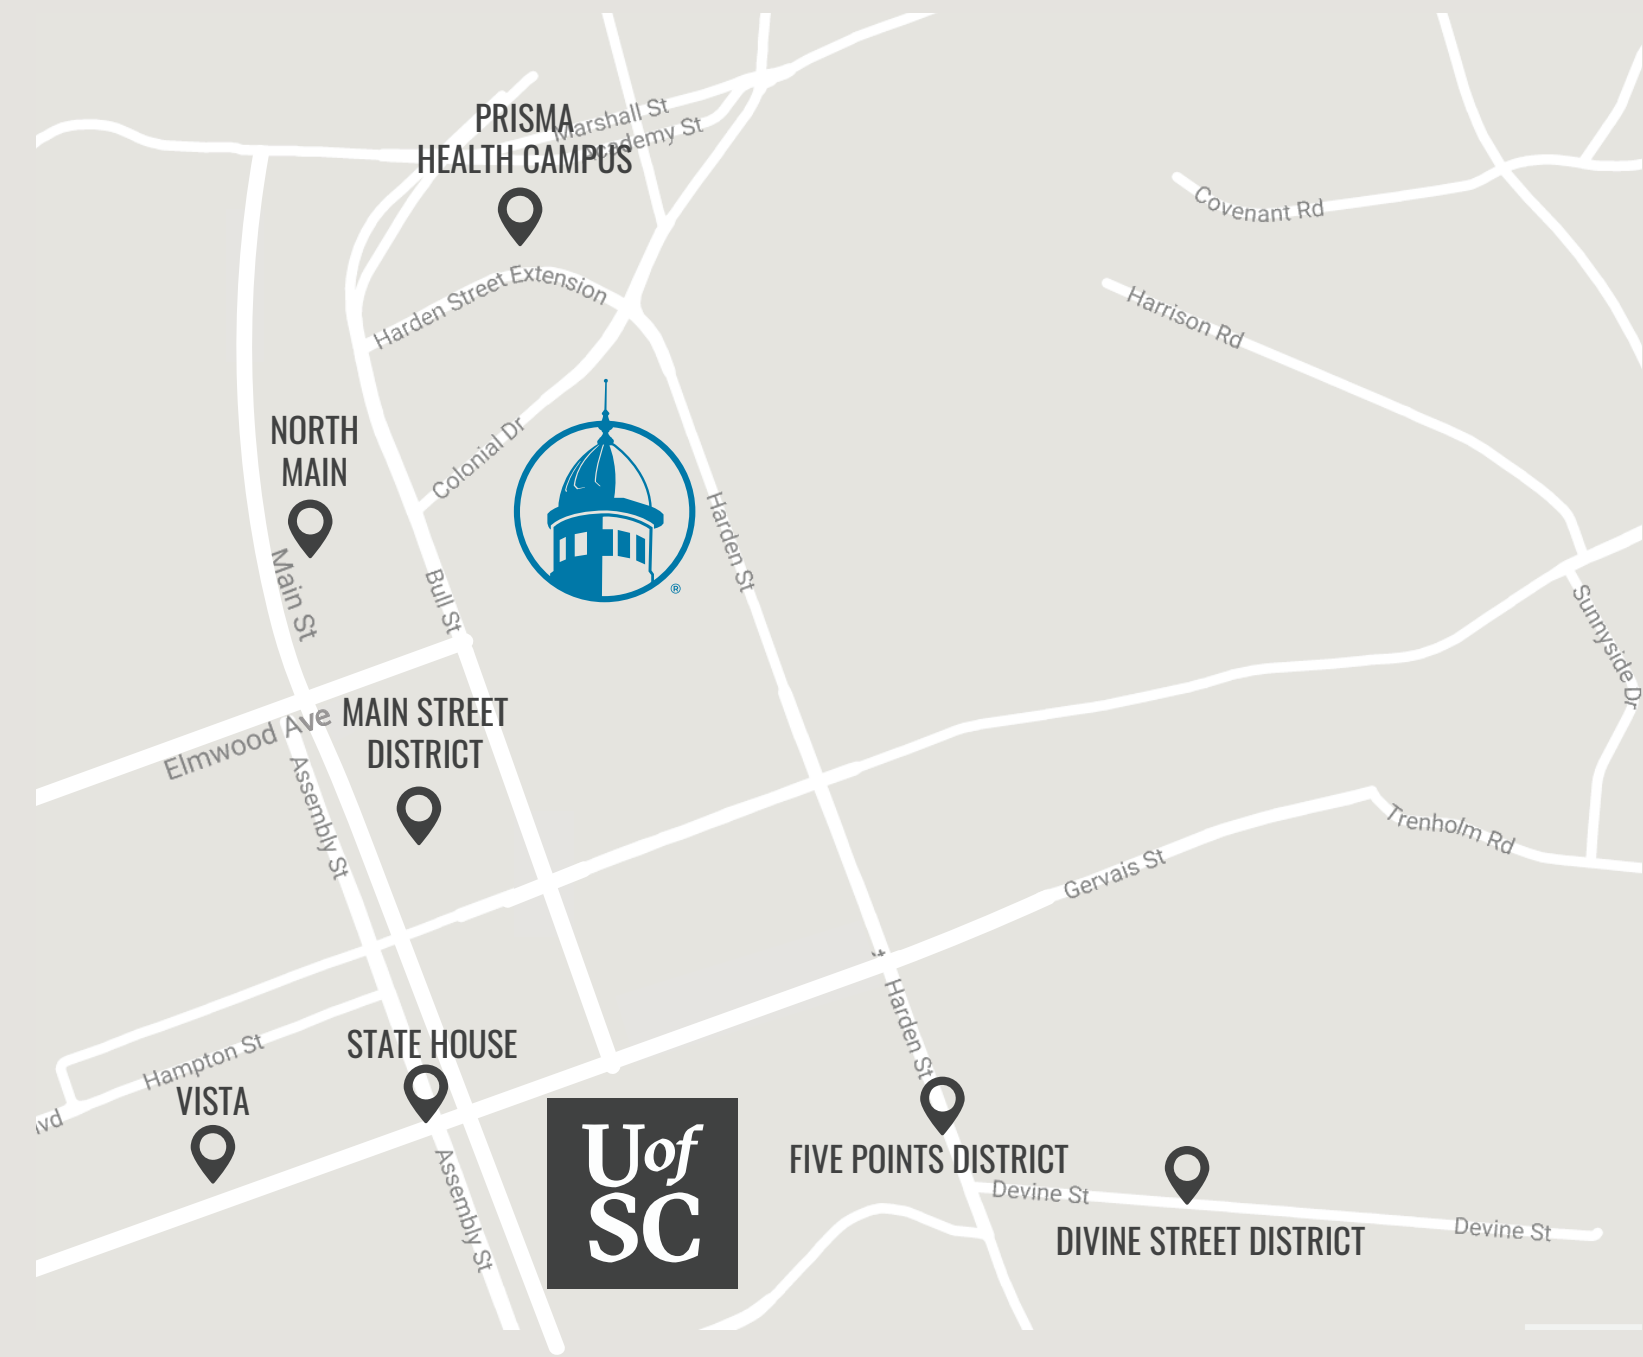 PRISMA
HEALTH CAMPUS
Marshall St
Academy St
Covenant Rd
Harden Street Extension
Harrison Rd
NORTH
MAIN
Colonial Dr
Harden St
Main St
Bull St
®
Sunnyside Dr
MAIN STREET
DISTRICT
Elmwood Ave
Assembly St
Trenholm Rd
Gervais St
Harden St
STATE HOUSE
Hampton St
VISTA
lvd
UofSC
FIVE POINTS DISTRICT
Assembly St
Devine St
DIVINE STREET DISTRICT
Devine St